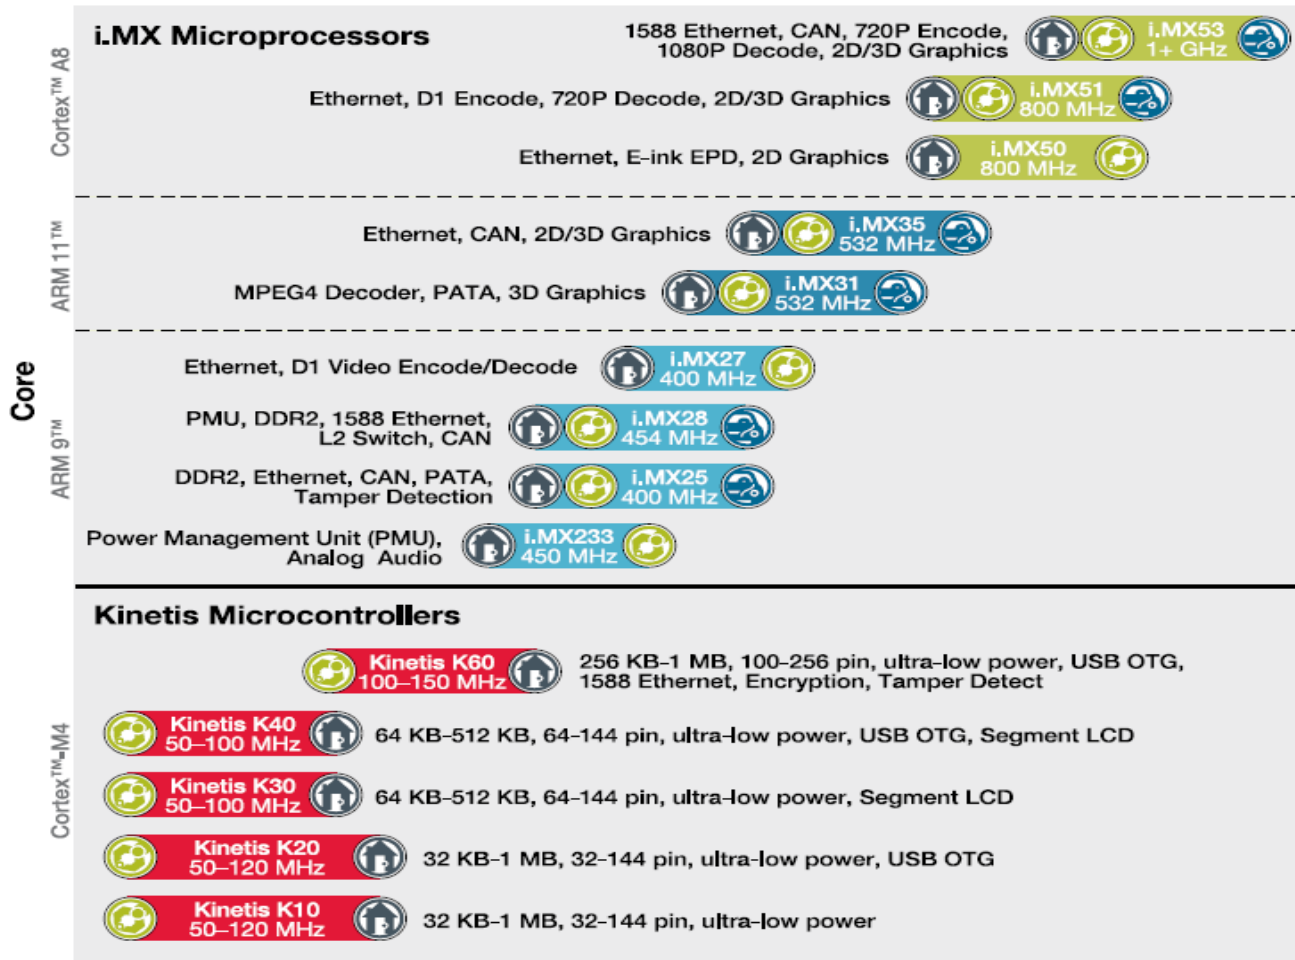 i.MX Microprocessors
1588 Ethernet, CAN, 720P Encode,
1080P Decode, 2D/3D Graphics
i.MX53
1+ GHz
Ethernet, D1 Encode, 720P Decode, 2D/3D Graphics
i.MX51
800 MHz
Ethernet, E-ink EPD, 2D Graphics
i.MX50
800 MHz
Cortex™ A8
Ethernet, CAN, 2D/3D Graphics
i.MX35
532 MHz
MPEG4 Decoder, PATA, 3D Graphics
i.MX31
532 MHz
ARM 11™
Core
Ethernet, D1 Video Encode/Decode
i.MX27
400 MHz
PMU, DDR2, 1588 Ethernet,
L2 Switch, CAN
i.MX28
454 MHz
DDR2, Ethernet, CAN, PATA,
Tamper Detection
i.MX25
400 MHz
Power Management Unit (PMU),
Analog Audio
i.MX233
450 MHz
ARM 9™
Kinetis Microcontrollers
Kinetis K60
100–150 MHz
256 KB-1 MB, 100-256 pin, ultra-low power, USB OTG,
1588 Ethernet, Encryption, Tamper Detect
Kinetis K40
50–100 MHz
64 KB-512 KB, 64-144 pin, ultra-low power, USB OTG, Segment LCD
Kinetis K30
50–100 MHz
64 KB-512 KB, 64-144 pin, ultra-low power, Segment LCD
Kinetis K20
50–120 MHz
32 KB-1 MB, 32-144 pin, ultra-low power, USB OTG
Kinetis K10
50–120 MHz
32 KB-1 MB, 32-144 pin, ultra-low power
Cortex™-M4